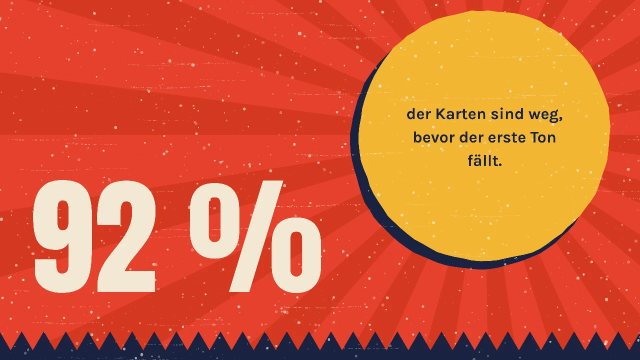 92 %
der Karten sind weg,
bevor der erste Ton
fällt.